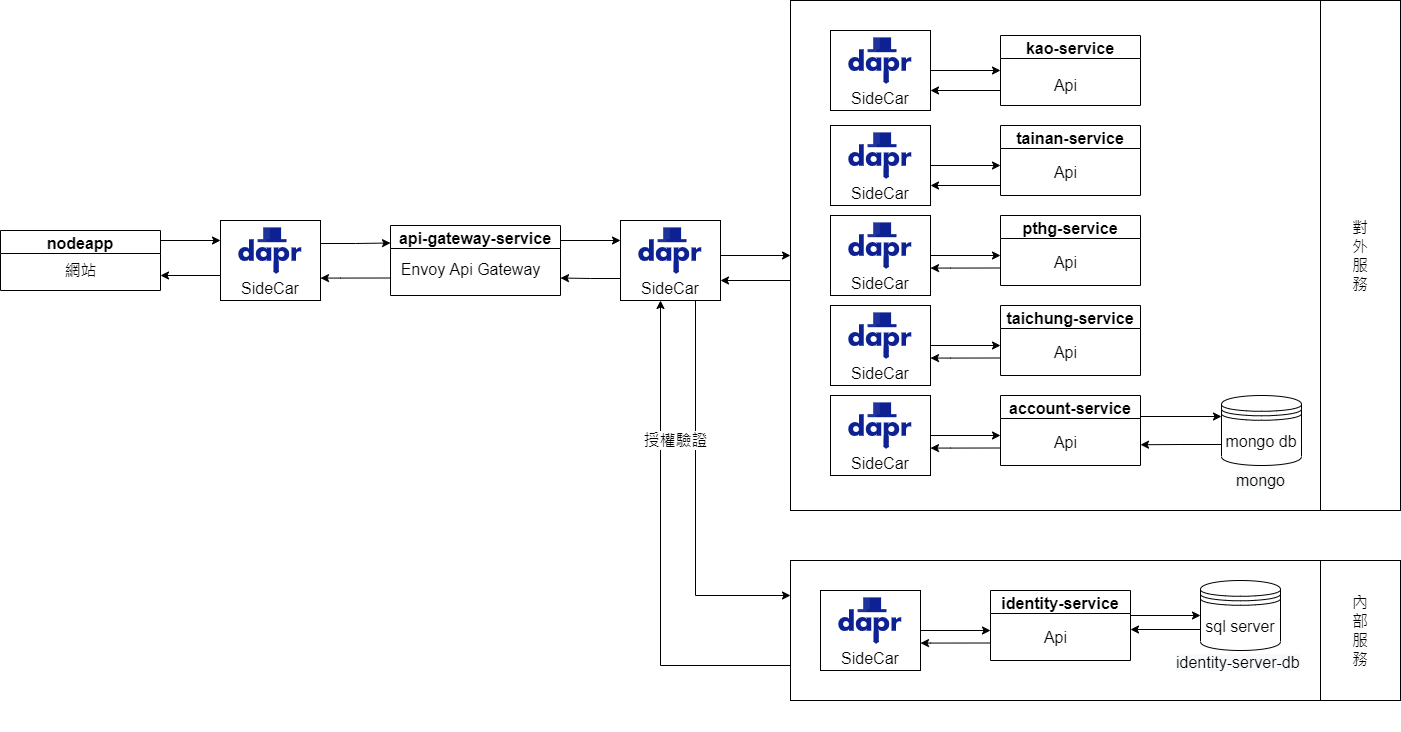 nodeapp
網站
dapr
SideCar
api-gateway-service
Envoy Api Gateway
dapr
SideCar
授權驗證
dapr
SideCar
kao-service
Api
dapr
SideCar
tainan-service
Api
dapr
SideCar
pthg-service
Api
dapr
SideCar
taichung-service
Api
dapr
SideCar
account-service
Api
mongo db
mongo
對外服務
dapr
SideCar
identity-service
Api
sql server
identity-server-db
內部服務